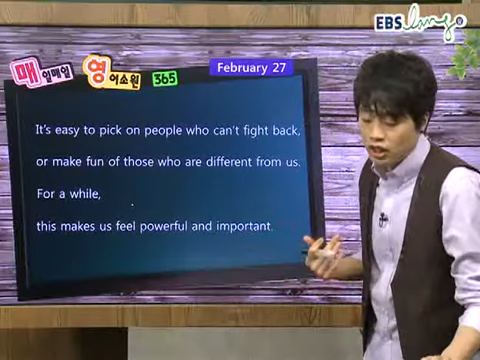 EBS lang
February 27
매일매일
영어소원 365
It's easy to pick on people who can't fight back,
or make fun of those who are different from us.
For a while,
this makes us feel powerful and important.